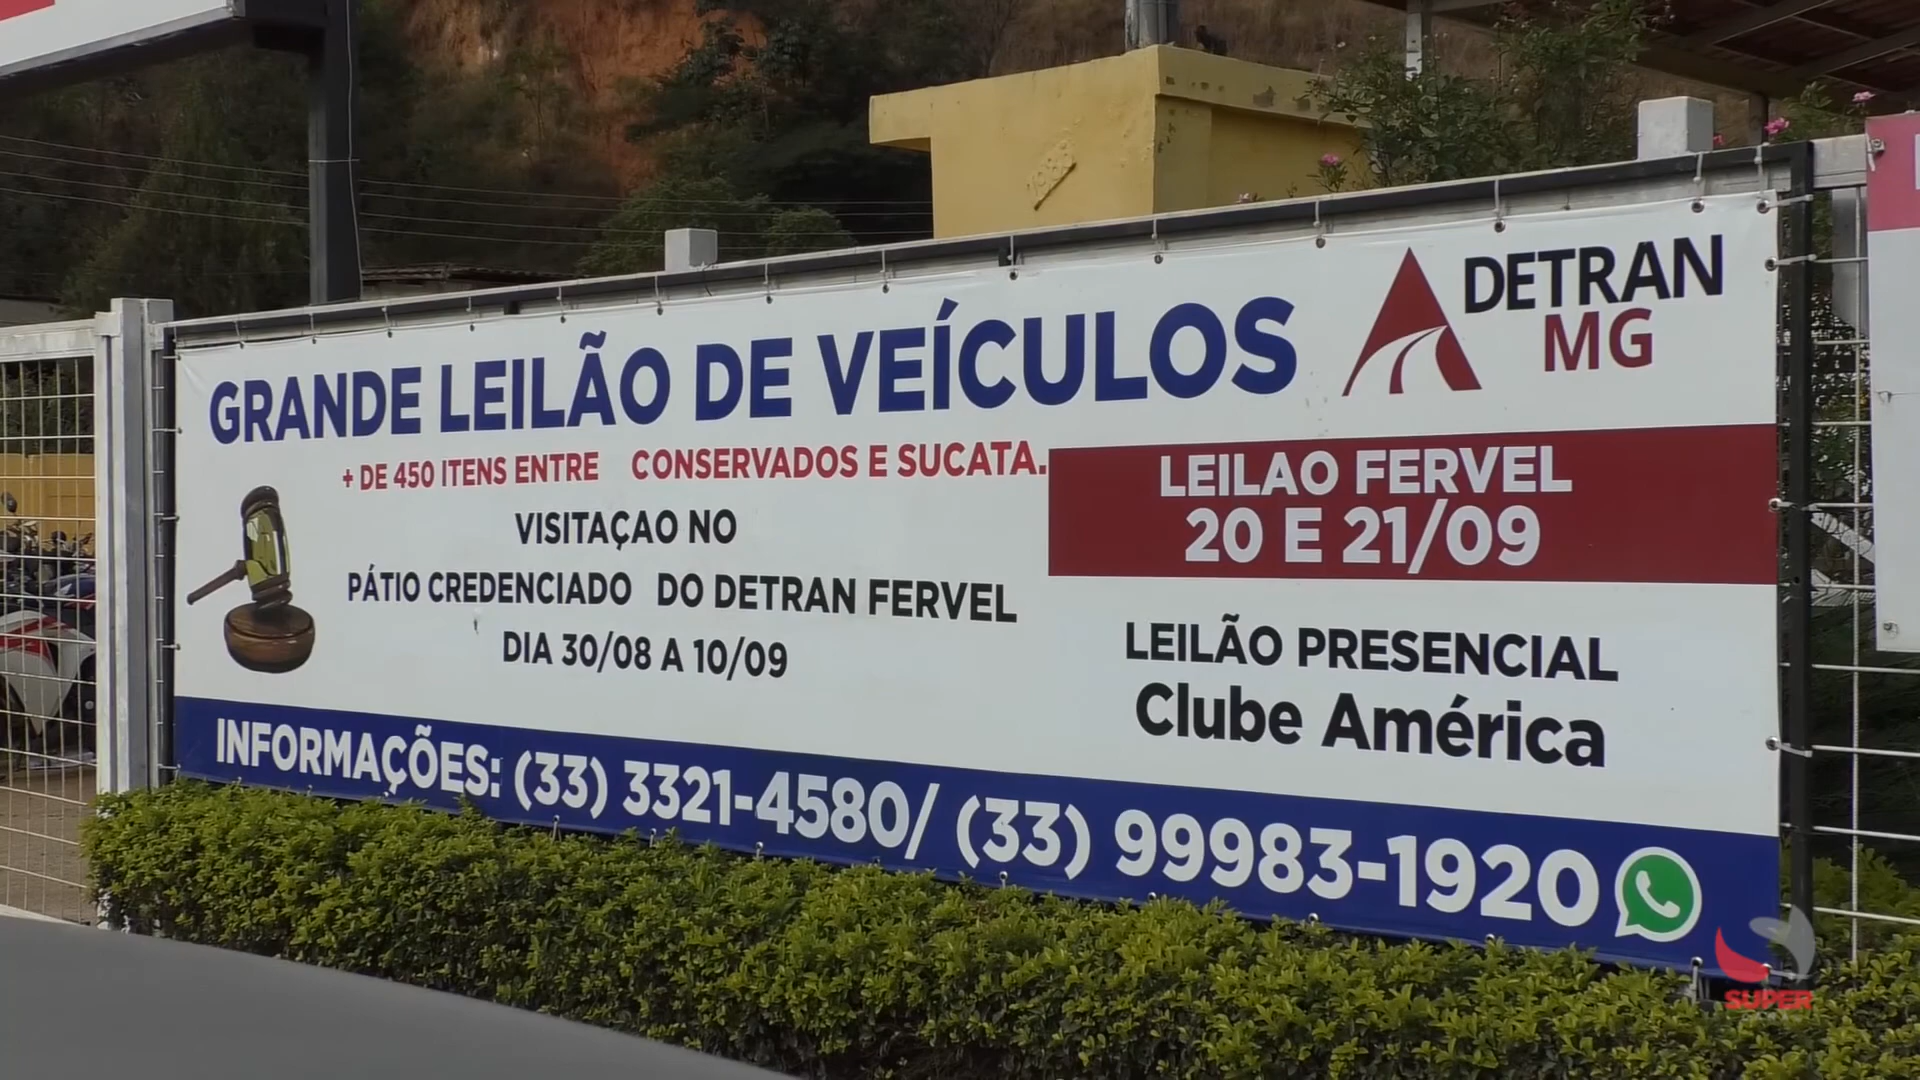 GRANDE LEILÃO DE VEÍCULOS
DETRAN
MG
+ DE 450 ITENS ENTRE CONSERVADOS E SUCATA.
VISITAÇAO NO
PÁTIO CREDENCIADO DO DETRAN FERVEL
DIA 30/08 A 10/09
LEILAO FERVEL
20 E 21/09
LEILÃO PRESENCIAL
Clube América
INFORMAÇÕES: (33) 3321-4580/ (33) 99983-1920
SUPER